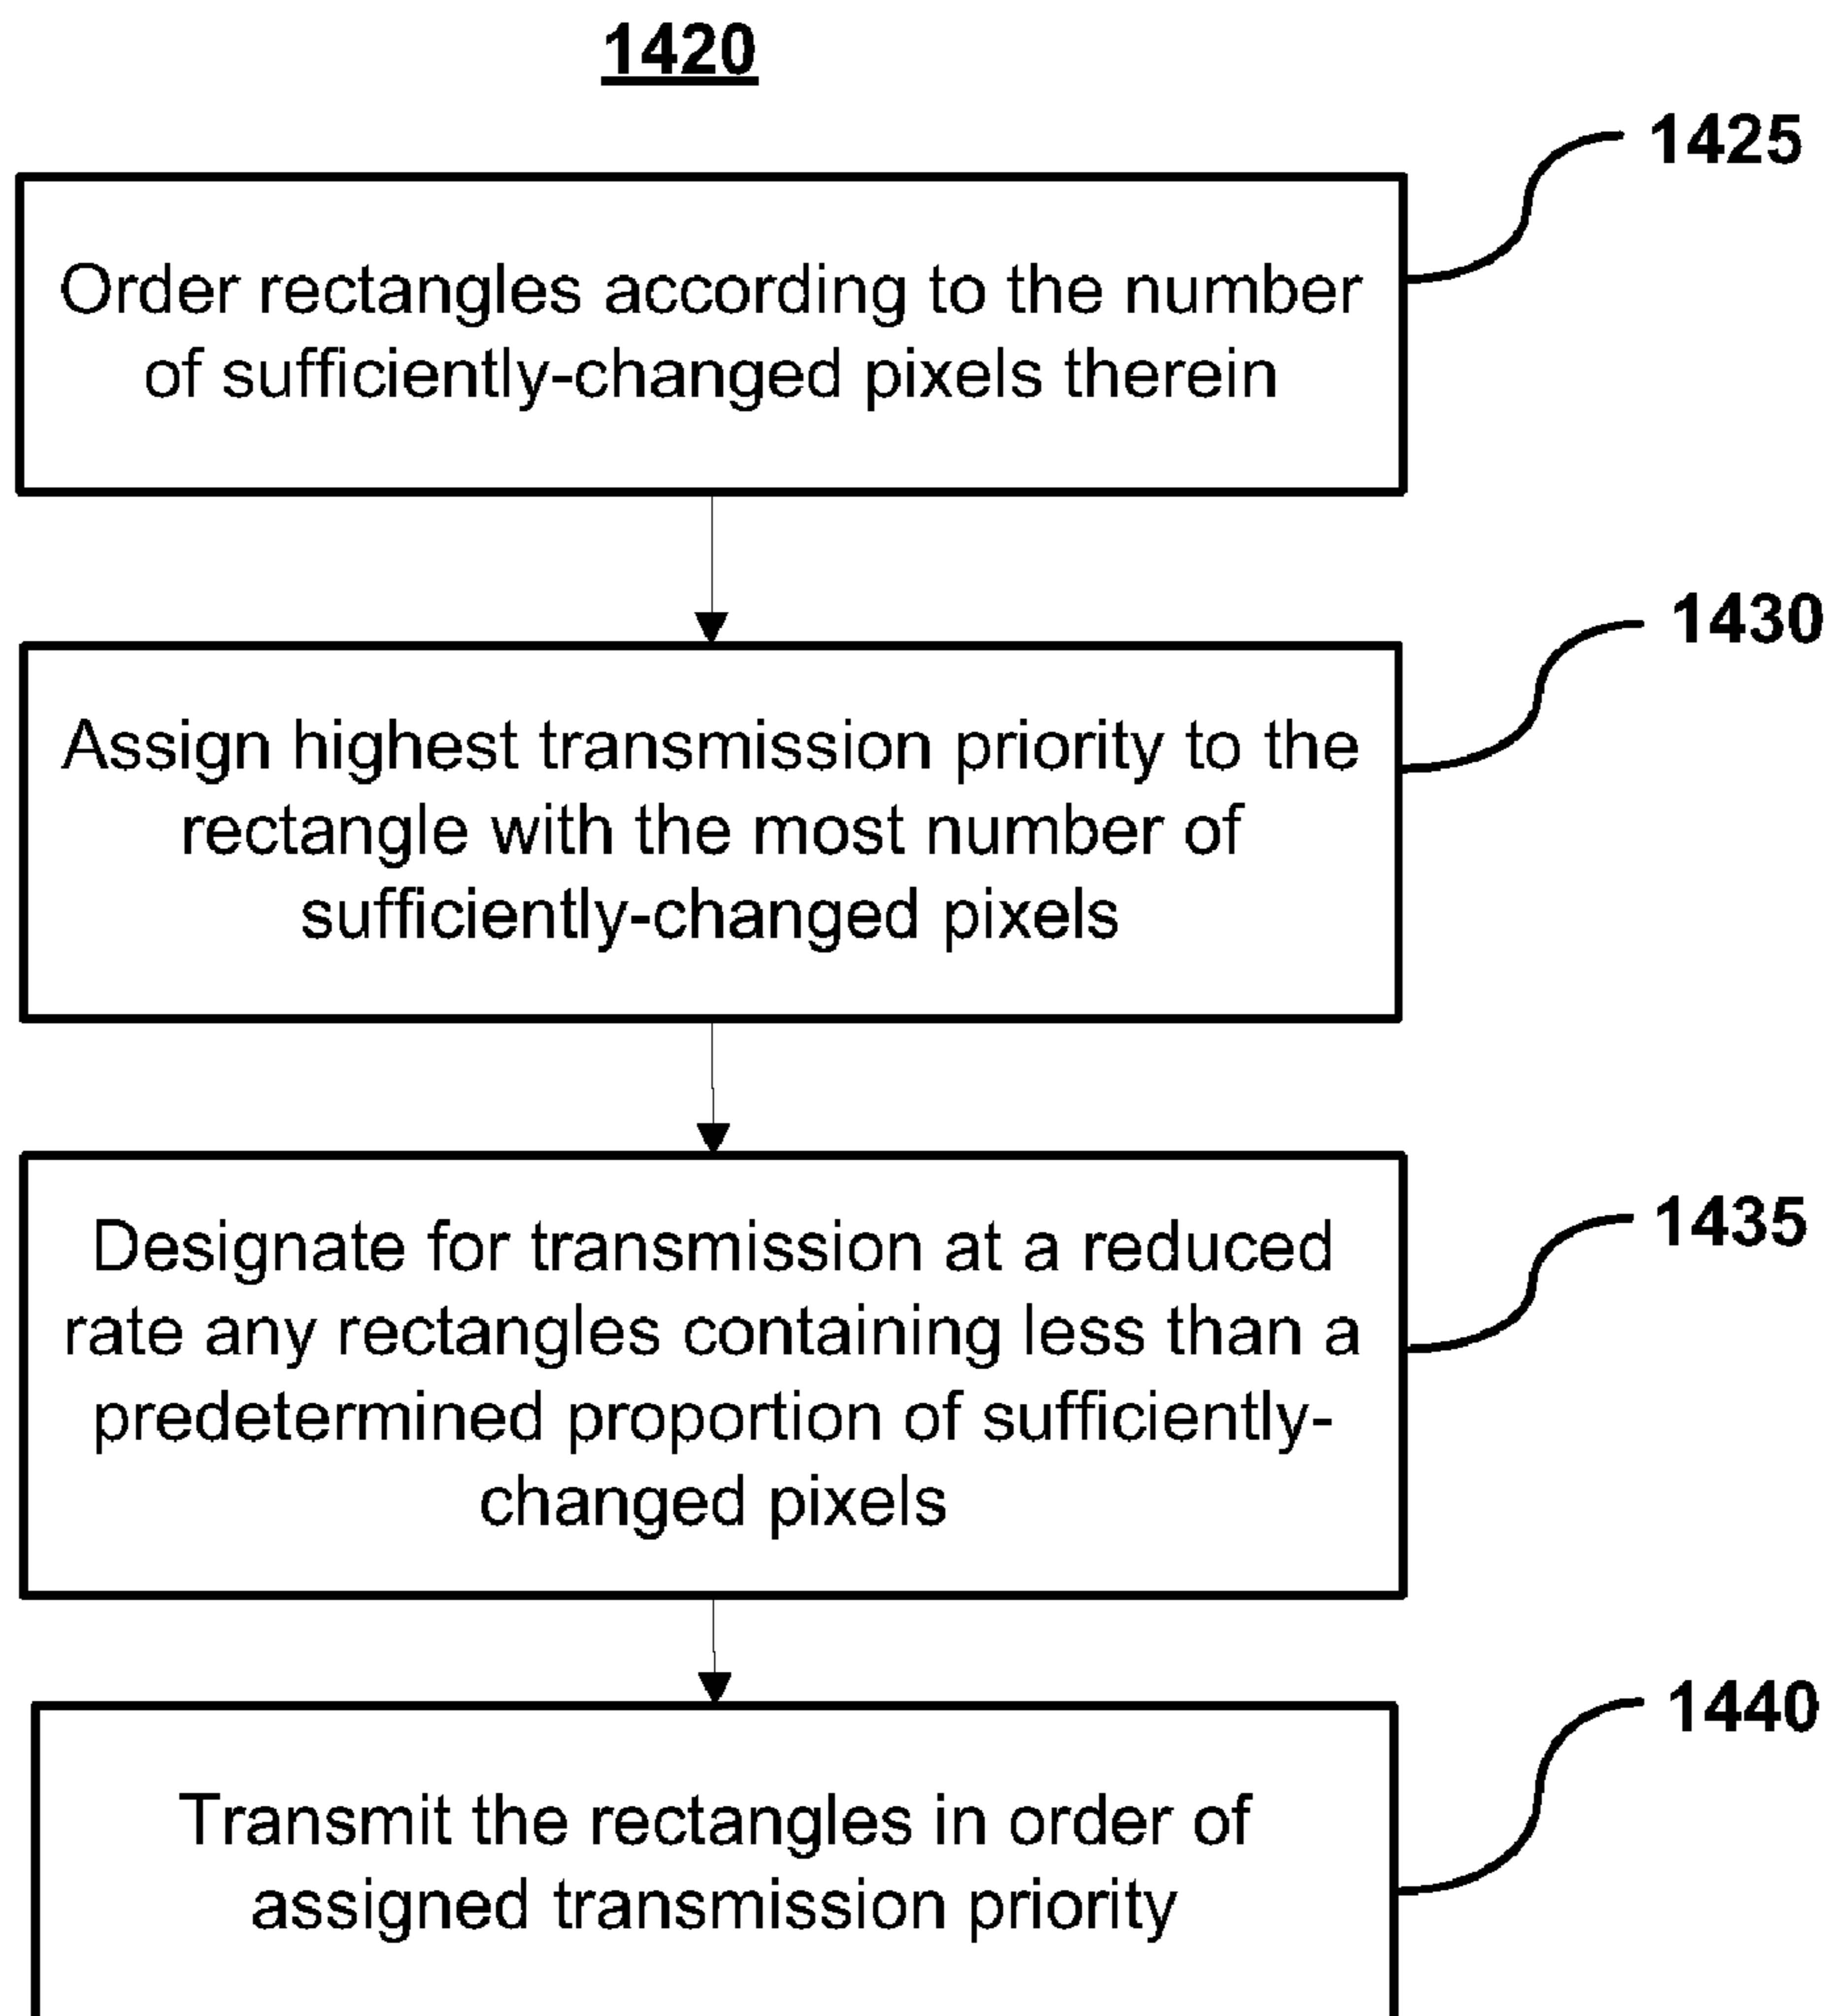 1420
1425
Order rectangles according to the number
of sufficiently-changed pixels therein
1430
Assign highest transmission priority to the
rectangle with the most number of
sufficiently-changed pixels
1435
Designate for transmission at a reduced
rate any rectangles containing less than a
predetermined proportion of sufficiently-
changed pixels
1440
Transmit the rectangles in order of
assigned transmission priority